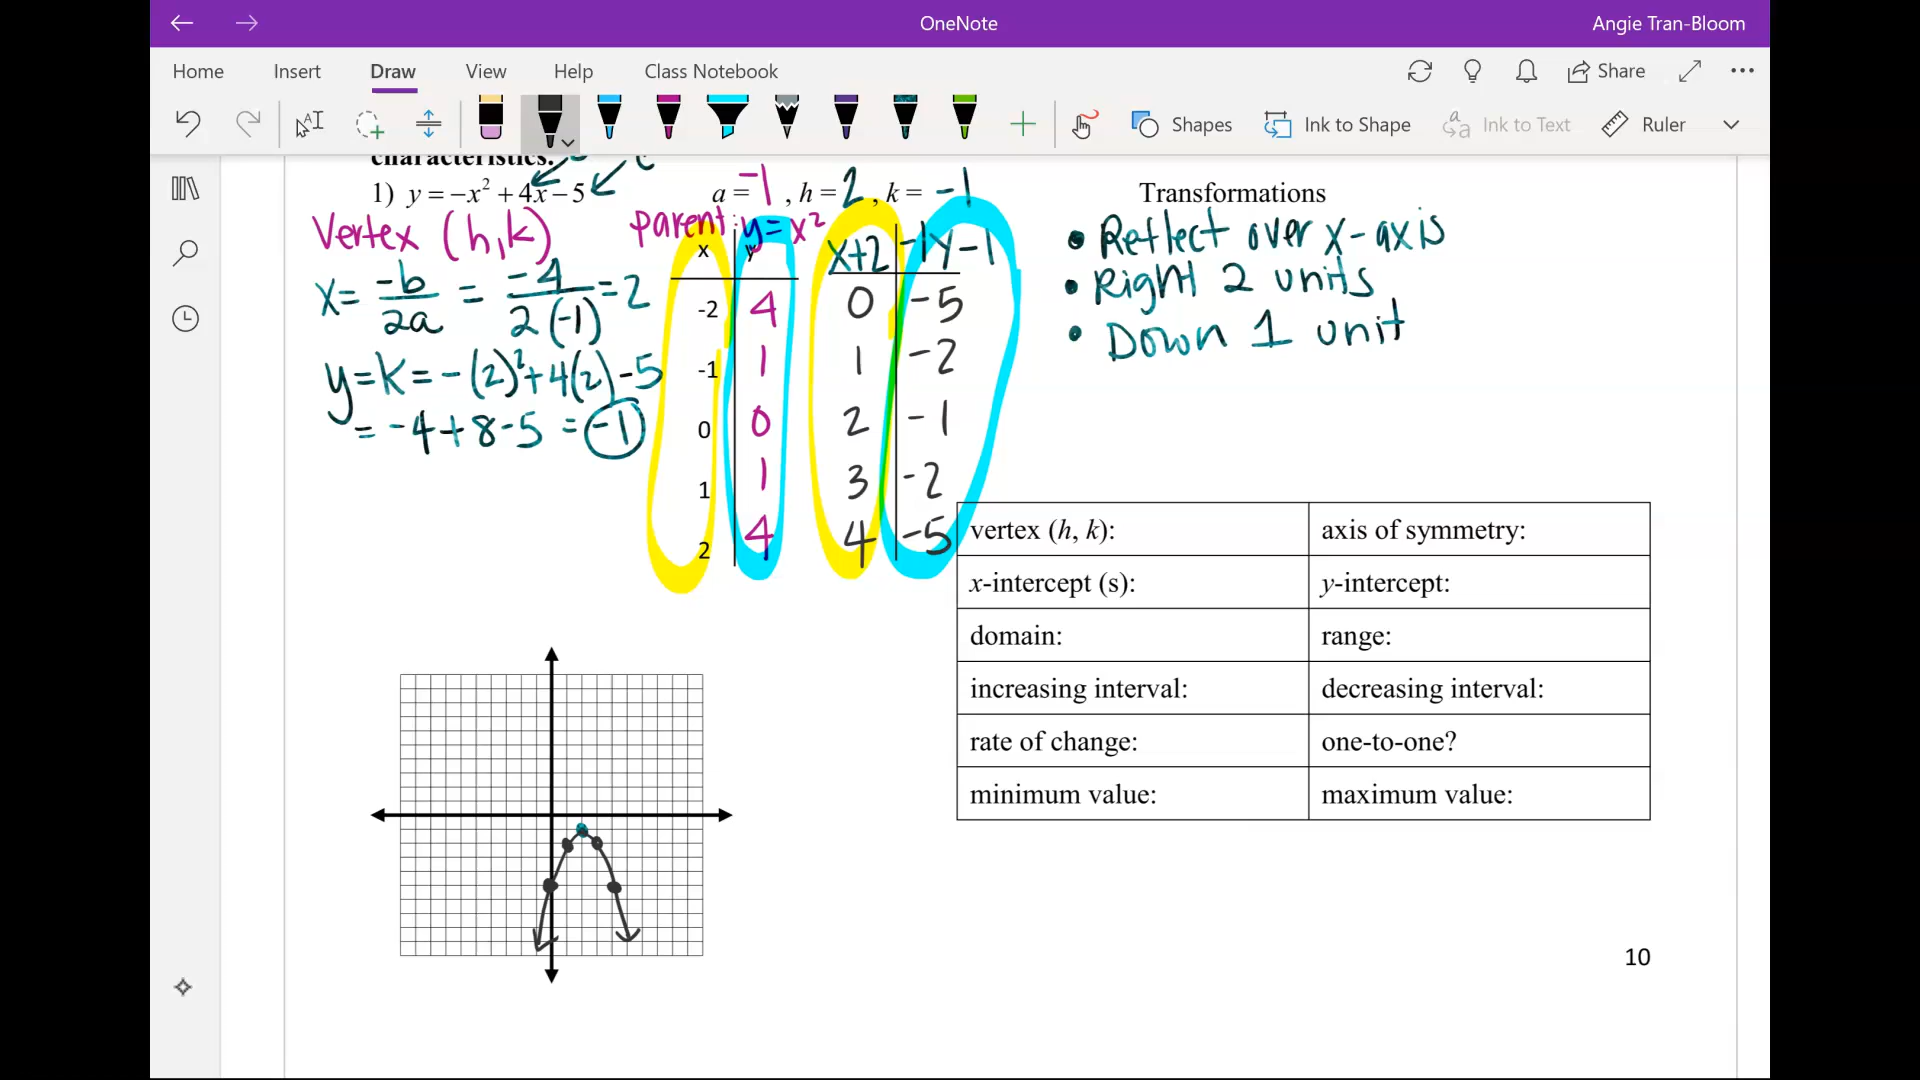 OneNote
Angie Tran-Bloom
Home Insert Draw View Help Class Notebook Share
Shapes Ink to Shape Ink to Text Ruler
characteristics.
1) y = −x² + 4x − 5 a = -1 , h = 2 , k = -1 Transformations
Vertex (h,k) parent: y = x²
x y x+2 -1y-1
• Reflect over x-axis
x = -b/2a = -4/2(-1) = 2
-2 4 0 -5
• Right 2 units
• Down 1 unit
y=k= -(2)²+4(2)-5
-1 1 1 -2
= -4+8-5 = -1
0 0 2 -1
1 1 3 -2
2 4 4 -5
vertex (h, k): axis of symmetry:
x-intercept (s): y-intercept:
domain: range:
increasing interval: decreasing interval:
rate of change: one-to-one?
minimum value: maximum value:
10